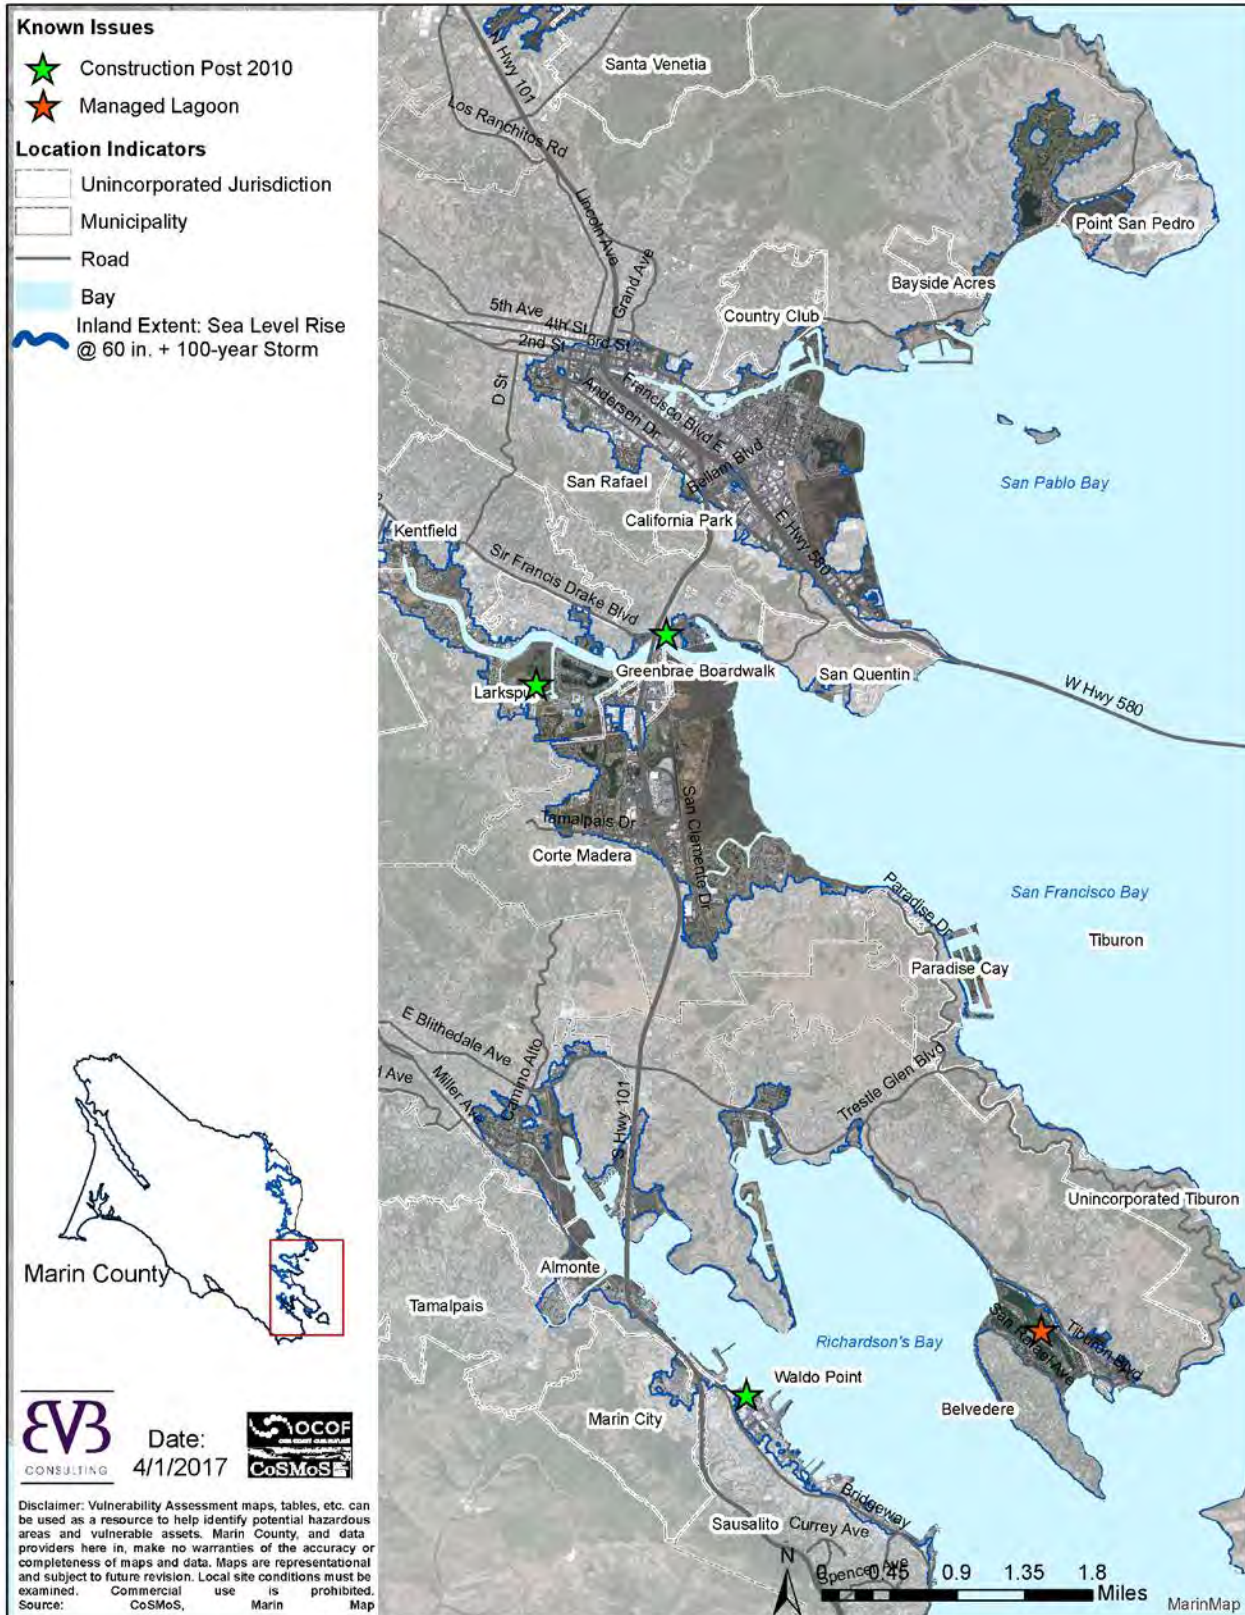 Known Issues
Construction Post 2010
Managed Lagoon
Location Indicators
Unincorporated Jurisdiction
Municipality
Road
Bay
Inland Extent: Sea Level Rise
@ 60 in. + 100-year Storm
Santa Venetia
N Hwy 101
Los Ranchitos Rd
Lincoln Ave
Grand Ave
Point San Pedro
Bayside Acres
Country Club
5th Ave
4th St
3rd St
2nd St
D St
Francisco Blvd E
Andersen Dr
Bellam Blvd
San Rafael
San Pablo Bay
California Park
E Hwy 580
Kentfield
Sir Francis Drake Blvd
Greenbrae Boardwalk
San Quentin
W Hwy 580
Larkspu
San Clemente Dr
Tamalpais Dr
Corte Madera
Paradise Dr
San Francisco Bay
Tiburon
Paradise Cay
E Blithedale Ave
Camino Alto
Miller Ave
d Ave
S Hwy 101
Trestle Glen Blvd
Unincorporated Tiburon
Almonte
Tamalpais
Richardson's Bay
San Rafael Ave
Tiburon Blvd
Waldo Point
Belvedere
Marin City
Bridgeway
Sausalito
Currey Ave
Spencer Ave
Marin County
EVB
CONSULTING
Date:
4/1/2017
OCOF
OUR COAST OUR FUTURE
CoSMoS
Disclaimer: Vulnerability Assessment maps, tables, etc. can
be used as a resource to help identify potential hazardous
areas and vulnerable assets. Marin County, and data
providers here in, make no warranties of the accuracy or
completeness of maps and data. Maps are representational
and subject to future revision. Local site conditions must be
examined. Commercial use is prohibited.
Source: CoSMoS, Marin Map
N
0 0.45 0.9 1.35 1.8
Miles
MarinMap